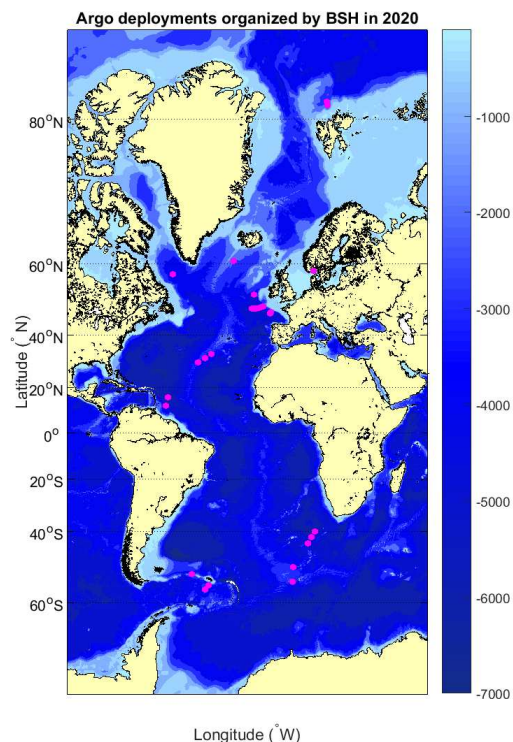 Argo deployments organized by BSH in 2020
80°N
60°N
40°N
20°N
0°
20°S
40°S
60°S
Latitude (°N)
Longitude (°W)
-1000
-2000
-3000
-4000
-5000
-6000
-7000